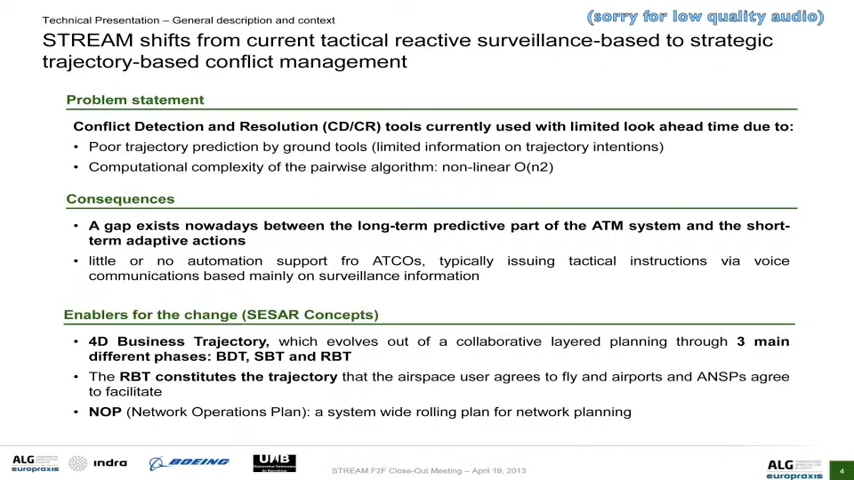 Technical Presentation – General description and context
(sorry for low quality audio)
STREAM shifts from current tactical reactive surveillance-based to strategic
trajectory-based conflict management
Problem statement
Conflict Detection and Resolution (CD/CR) tools currently used with limited look ahead time due to:
• Poor trajectory prediction by ground tools (limited information on trajectory intentions)
• Computational complexity of the pairwise algorithm: non-linear O(n2)
Consequences
• A gap exists nowadays between the long-term predictive part of the ATM system and the short-
term adaptive actions
• little or no automation support fro ATCOs, typically issuing tactical instructions via voice
communications based mainly on surveillance information
Enablers for the change (SESAR Concepts)
• 4D Business Trajectory, which evolves out of a collaborative layered planning through 3 main
different phases: BDT, SBT and RBT
• The RBT constitutes the trajectory that the airspace user agrees to fly and airports and ANSPs agree
to facilitate
• NOP (Network Operations Plan): a system wide rolling plan for network planning
ALG
europraxis
indra
BOEING
UAB
STREAM F2F Close-Out Meeting – April 19, 2013
ALG
europraxis
4